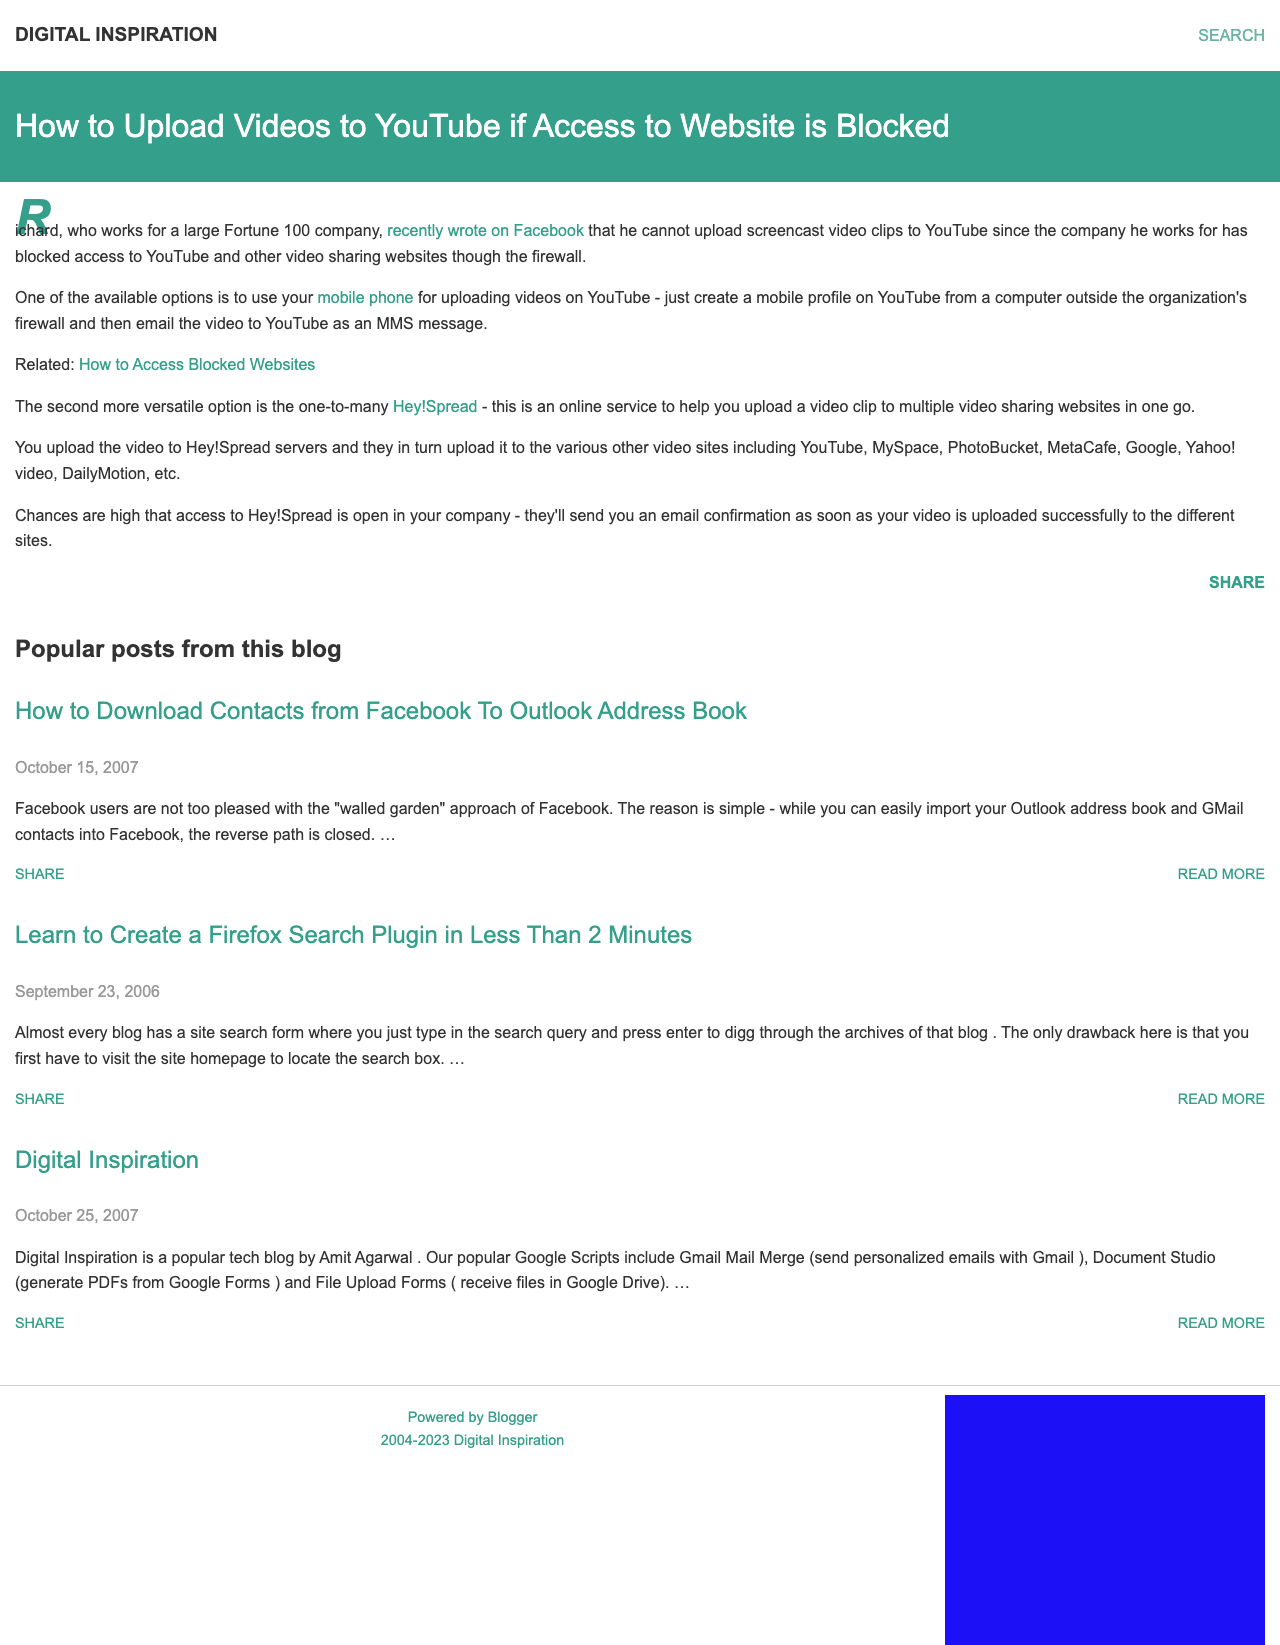 DIGITAL INSPIRATION
SEARCH
How to Upload Videos to YouTube if Access to Website is Blocked
Richard, who works for a large Fortune 100 company, recently wrote on Facebook that he cannot upload screencast video clips to YouTube since the company he works for has
blocked access to YouTube and other video sharing websites though the firewall.
One of the available options is to use your mobile phone for uploading videos on YouTube - just create a mobile profile on YouTube from a computer outside the organization's
firewall and then email the video to YouTube as an MMS message.
Related: How to Access Blocked Websites
The second more versatile option is the one-to-many Hey!Spread - this is an online service to help you upload a video clip to multiple video sharing websites in one go.
You upload the video to Hey!Spread servers and they in turn upload it to the various other video sites including YouTube, MySpace, PhotoBucket, MetaCafe, Google, Yahoo!
video, DailyMotion, etc.
Chances are high that access to Hey!Spread is open in your company - they'll send you an email confirmation as soon as your video is uploaded successfully to the different
sites.
SHARE
Popular posts from this blog
How to Download Contacts from Facebook To Outlook Address Book
October 15, 2007
Facebook users are not too pleased with the "walled garden" approach of Facebook. The reason is simple - while you can easily import your Outlook address book and GMail
contacts into Facebook, the reverse path is closed. …
SHARE
READ MORE
Learn to Create a Firefox Search Plugin in Less Than 2 Minutes
September 23, 2006
Almost every blog has a site search form where you just type in the search query and press enter to digg through the archives of that blog . The only drawback here is that you
first have to visit the site homepage to locate the search box. …
SHARE
READ MORE
Digital Inspiration
October 25, 2007
Digital Inspiration is a popular tech blog by Amit Agarwal . Our popular Google Scripts include Gmail Mail Merge (send personalized emails with Gmail ), Document Studio
(generate PDFs from Google Forms ) and File Upload Forms ( receive files in Google Drive). …
SHARE
READ MORE
Powered by Blogger
2004-2023 Digital Inspiration